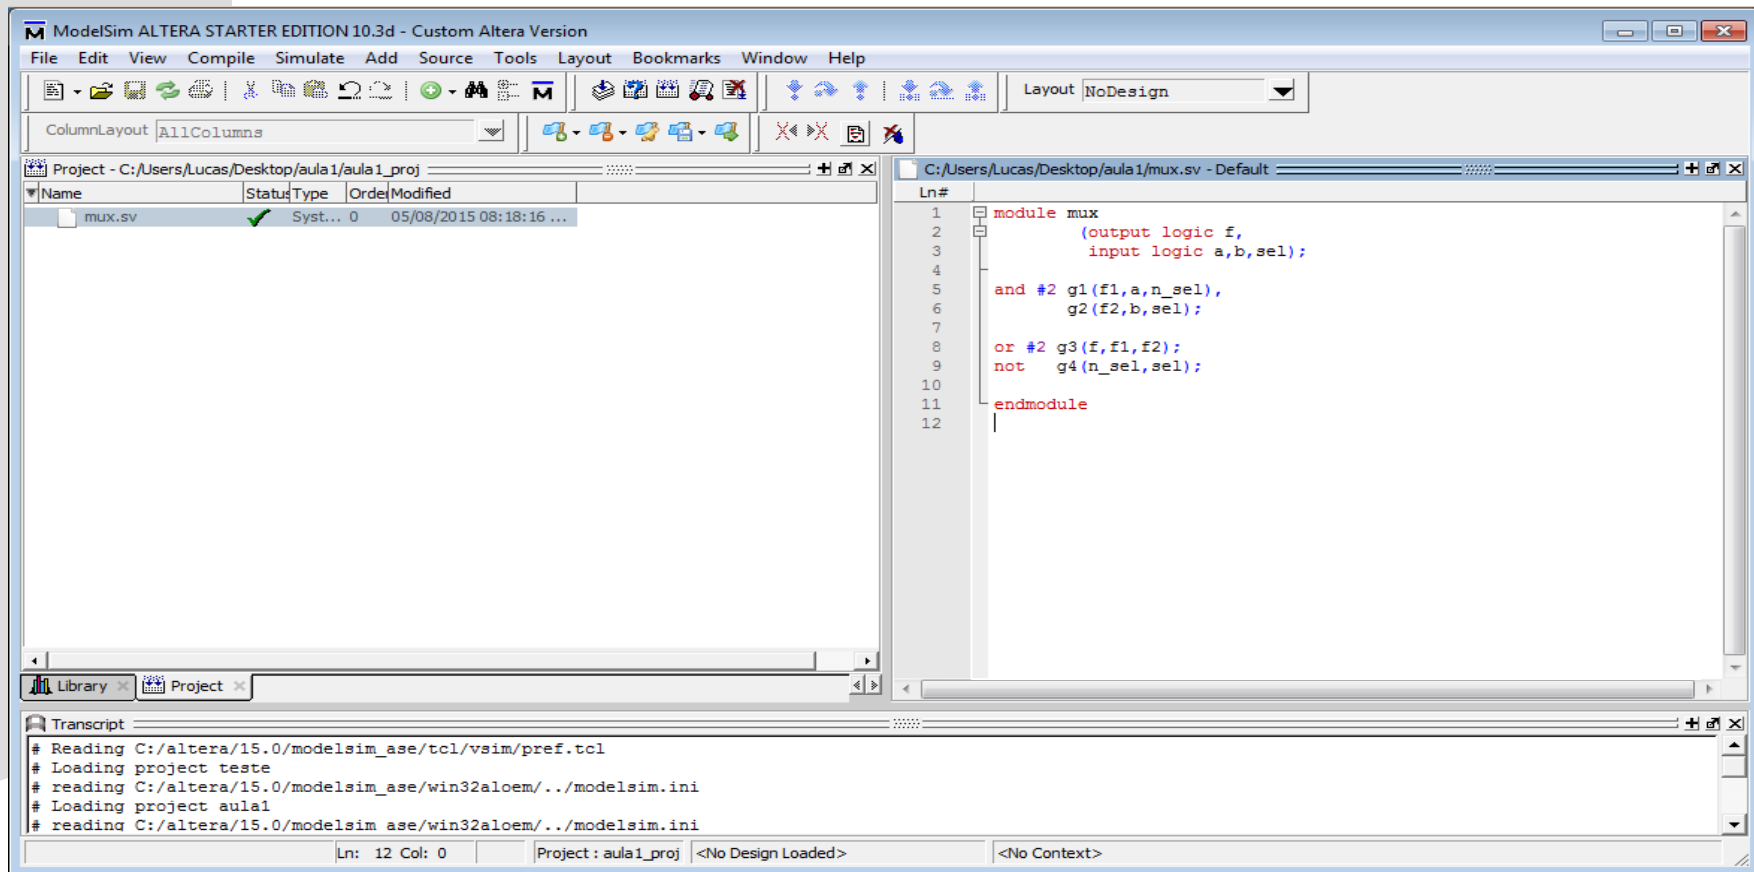 ModelSim ALTERA STARTER EDITION 10.3d - Custom Altera Version
File Edit View Compile Simulate Add Source Tools Layout Bookmarks Window Help
Layout NoDesign
ColumnLayout AllColumns
Project - C:/Users/Lucas/Desktop/aula1/aula1_proj
Name Status Type Order Modified
mux.sv Syst... 0 05/08/2015 08:18:16 ...
Library Project
C:/Users/Lucas/Desktop/aula1/mux.sv - Default
Ln#
1 module mux
2 (output logic f,
3 input logic a,b,sel);
4
5 and #2 g1(f1,a,n_sel),
6 g2(f2,b,sel);
7
8 or #2 g3(f,f1,f2);
9 not g4(n_sel,sel);
10
11 endmodule
12
Transcript
# Reading C:/altera/15.0/modelsim_ase/tcl/vsim/pref.tcl
# Loading project teste
# reading C:/altera/15.0/modelsim_ase/win32aloem/../modelsim.ini
# Loading project aula1
# reading C:/altera/15.0/modelsim_ase/win32aloem/../modelsim.ini
Ln: 12 Col: 0 Project : aula1_proj <No Design Loaded> <No Context>